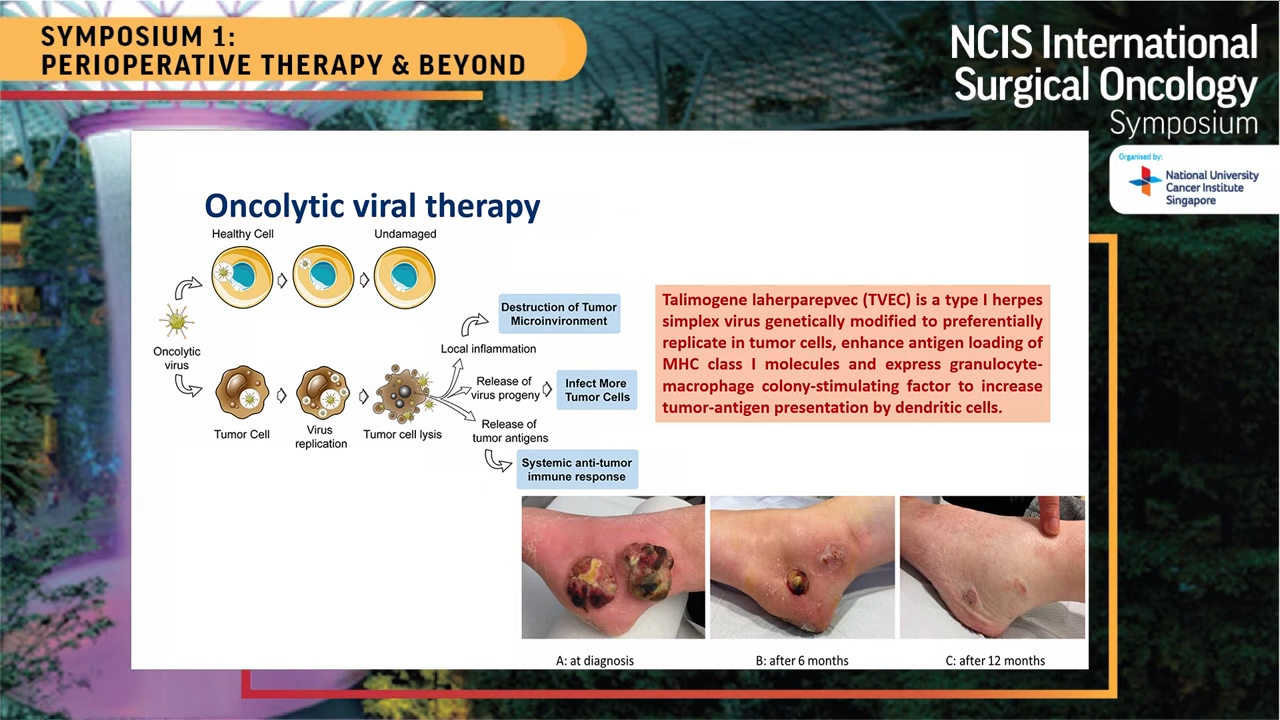 SYMPOSIUM 1:
PERIOPERATIVE THERAPY & BEYOND
NCIS International
Surgical Oncology
Symposium
Organised by:
National University
Cancer Institute
Singapore
Oncolytic viral therapy
Healthy Cell
Undamaged
Oncolytic
virus
Tumor Cell
Virus
replication
Tumor cell lysis
Local inflammation
Destruction of Tumor
Microinvironment
Release of
virus progeny
Infect More
Tumor Cells
Release of
tumor antigens
Systemic anti-tumor
immune response
Talimogene laherparepvec (TVEC) is a type I herpes
simplex virus genetically modified to preferentially
replicate in tumor cells, enhance antigen loading of
MHC class I molecules and express granulocyte-
macrophage colony-stimulating factor to increase
tumor-antigen presentation by dendritic cells.
A: at diagnosis
B: after 6 months
C: after 12 months